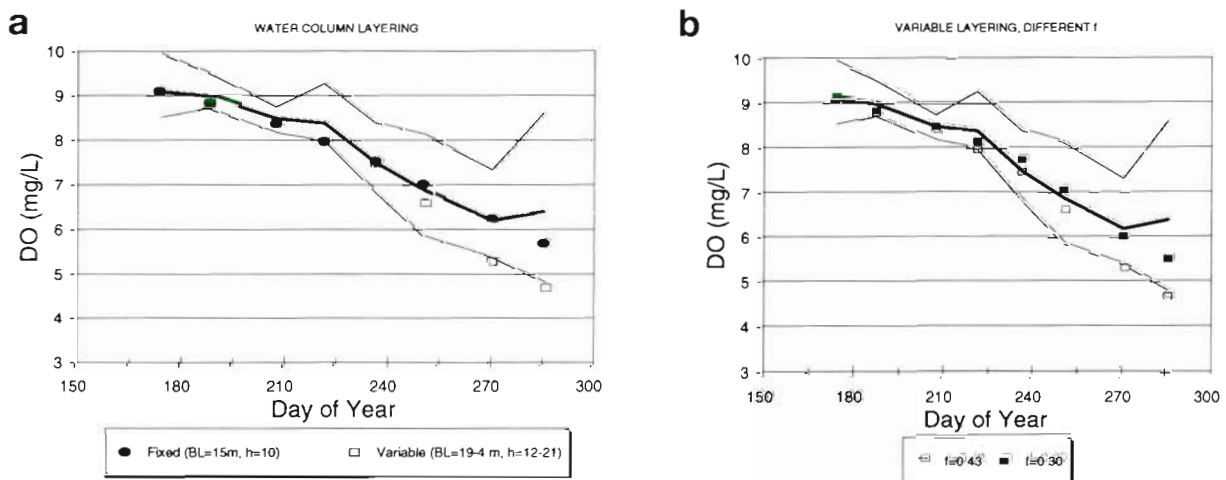 a
WATER COLUMN LAYERING
DO (mg/L)
10
9
8
7
6
5
4
3
150 180 210 240 270 300
Day of Year
Fixed (BL=15m, h=10) Variable (BL=19-4 m, h=12-21)
b
VARIABLE LAYERING, DIFFERENT f
DO (mg/L)
10
9
8
7
6
5
4
3
150 180 210 240 270 300
Day of Year
f=0.43 f=0.30